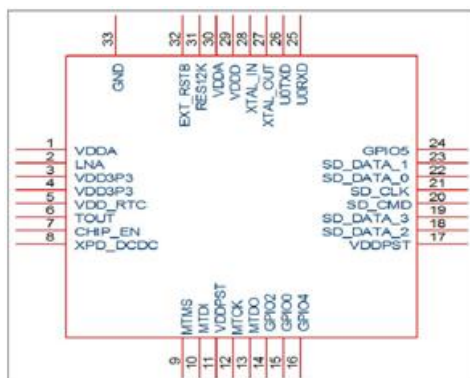 33
32
31
30
29
28
27
26
25
GND
EXT_RSTB
RES12K
VDDA
VDDD
XTAL_IN
XTAL_OUT
U0TXD
U0RXD
1 VDDA
2 LNA
3 VDD3P3
4 VDD3P3
5 VDD_RTC
6 TOUT
7 CHIP_EN
8 XPD_DCDC
GPIO5 24
SD_DATA_1 23
SD_DATA_0 22
SD_CLK 21
SD_CMD 20
SD_DATA_3 19
SD_DATA_2 18
VDDPST 17
MTMS
MTDI
VDDPST
MTCK
MTDO
GPIO2
GPIO0
GPIO4
9
10
11
12
13
14
15
16